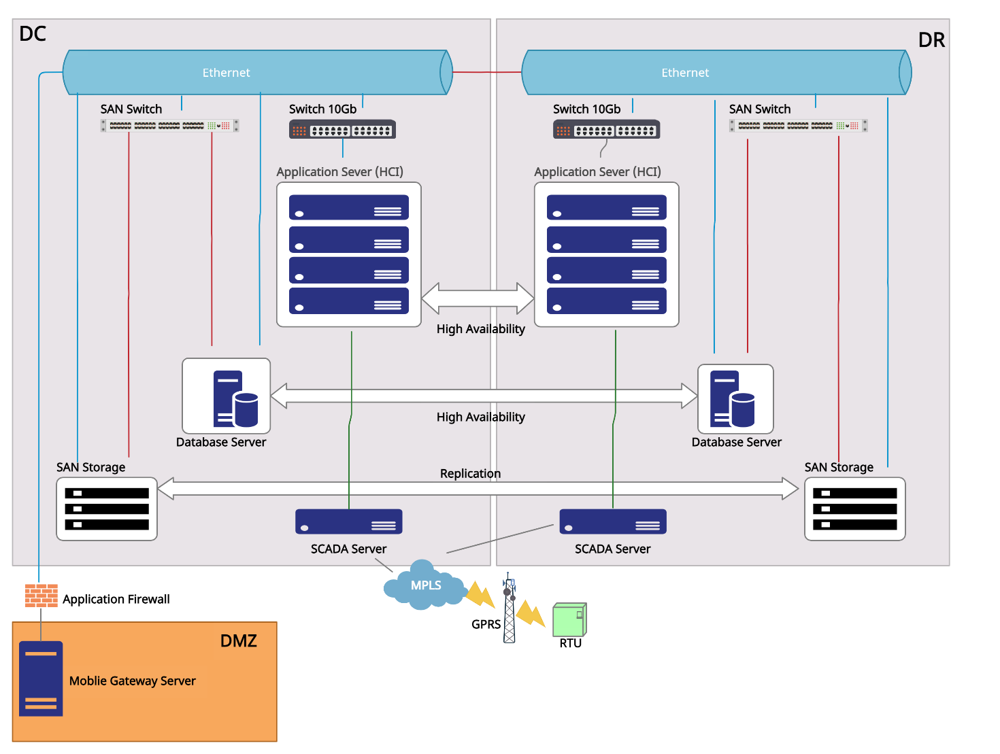 DC
DR
Ethernet
Ethernet
SAN Switch
Switch 10Gb
Switch 10Gb
SAN Switch
Application Sever (HCI)
Application Sever (HCI)
High Availability
High Availability
Database Server
Database Server
SAN Storage
Replication
SAN Storage
SCADA Server
SCADA Server
MPLS
Application Firewall
GPRS
RTU
DMZ
Moblie Gateway Server